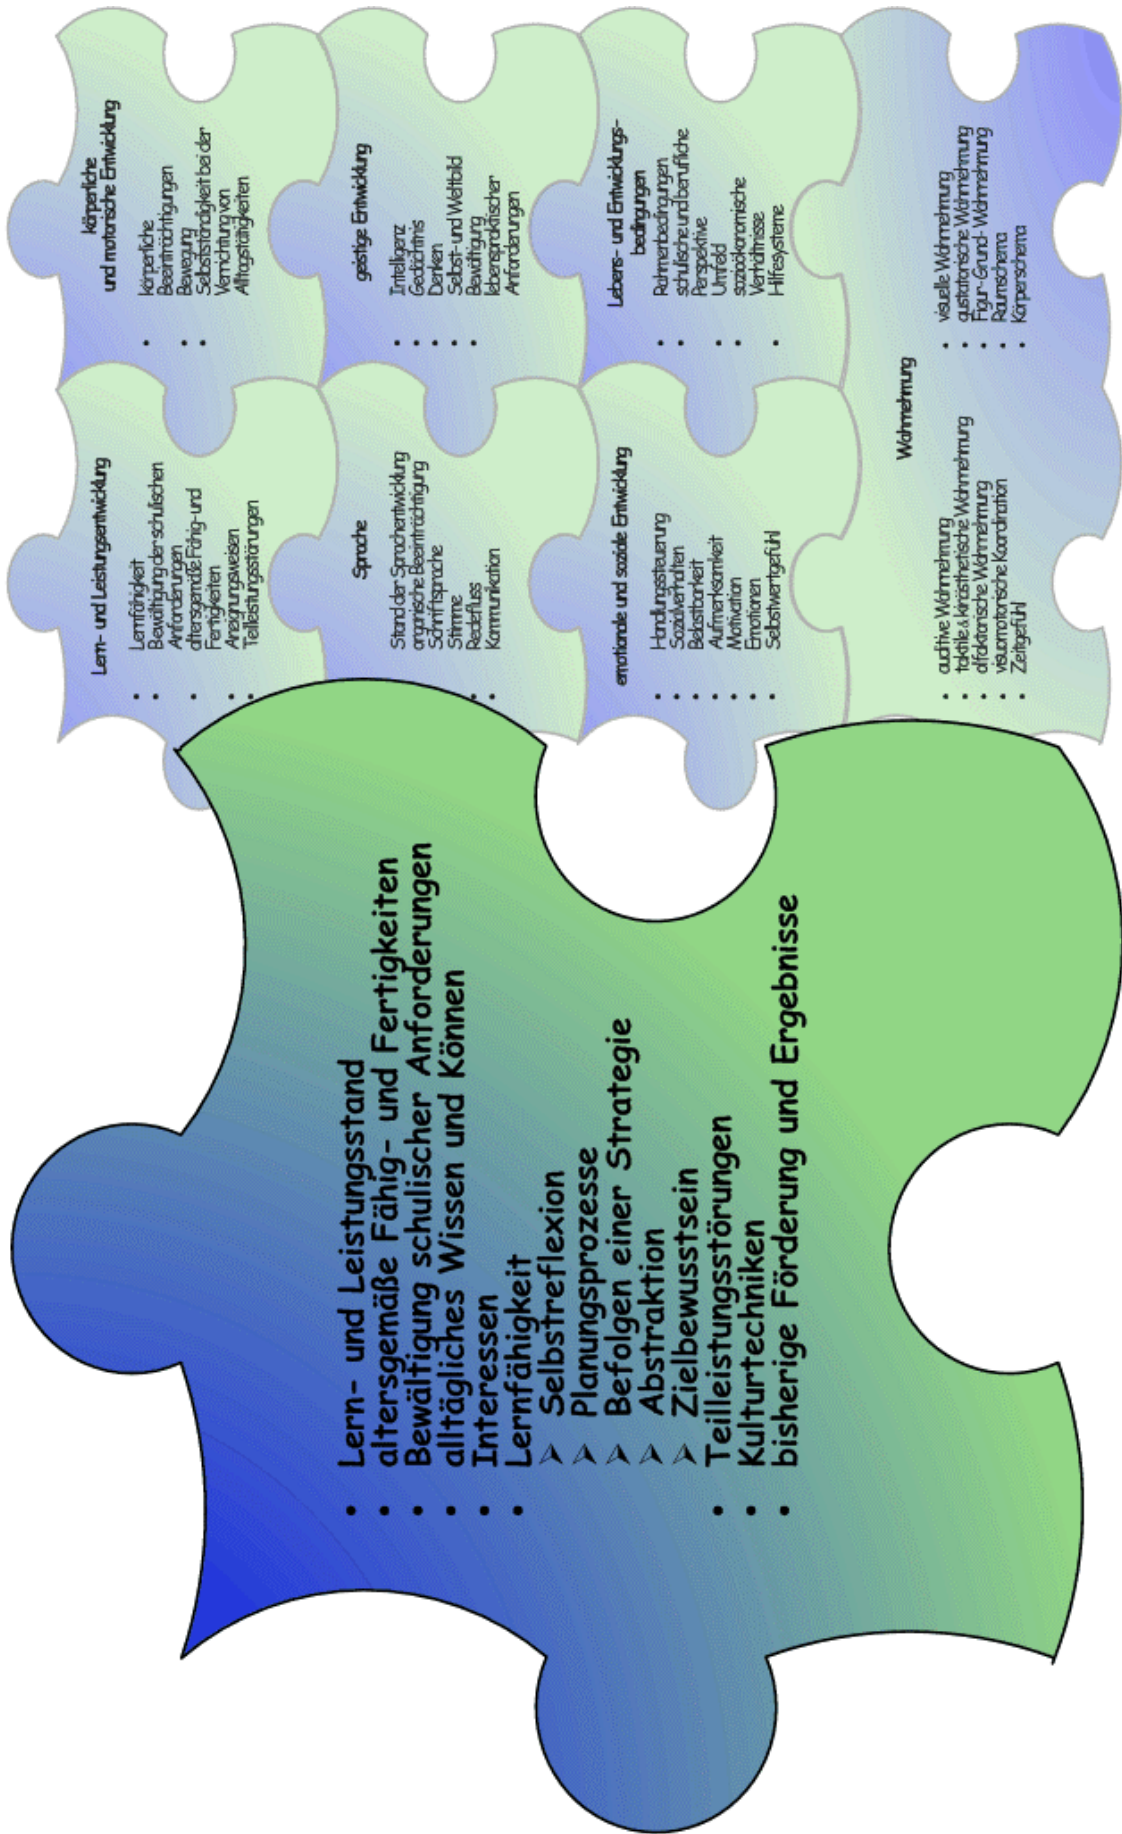 Lern- und Leistungsentwicklung
• Lernfähigkeit
• Bewältigung der schulischen
Anforderungen
• altersgemäße Fähig- und
Fertigkeiten
• Aneignungsweisen
• Teilleistungsstörungen
körperliche
und motorische Entwicklung
• körperliche
Beeinträchtigungen
• Bewegung
• Selbstständigkeit bei der
Verrichtung von
Alltagstätigkeiten
Sprache
Stand der Sprachentwicklung
organische Beeinträchtigung
Schriftsprache
Stimme
• Redefluss
• Kommunikation
geistige Entwicklung
• Intelligenz
• Gedächtnis
• Denken
• Selbst- und Weltbild
• Bewältigung
lebenspraktischer
Anforderungen
emotionale und soziale Entwicklung
• Handlungssteuerung
• Sozialverhalten
• Belastbarkeit
• Aufmerksamkeit
• Motivation
• Emotionen
• Selbstwertgefühl
Lebens- und Entwicklungs-
bedingungen
• Rahmenbedingungen
• schulische und berufliche
Perspektive
• Umfeld
• sozioökonomische
Verhältnisse
• Hilfesysteme
Wahrnehmung
• auditive Wahrnehmung
• taktile & kinästhetische Wahrnehmung
• olfaktorische Wahrnehmung
• visuomotorische Koordination
• Zeitgefühl
• visuelle Wahrnehmung
• gustatorische Wahrnehmung
• Figur-Grund- Wahrnehmung
• Raumschema
• Körperschema
• Lern- und Leistungsstand
• altersgemäße Fähig- und Fertigkeiten
• Bewältigung schulischer Anforderungen
• alltägliches Wissen und Können
• Interessen
• Lernfähigkeit
➢ Selbstreflexion
➢ Planungsprozesse
➢ Befolgen einer Strategie
➢ Abstraktion
➢ Zielbewusstsein
• Teilleistungsstörungen
• Kulturtechniken
• bisherige Förderung und Ergebnisse